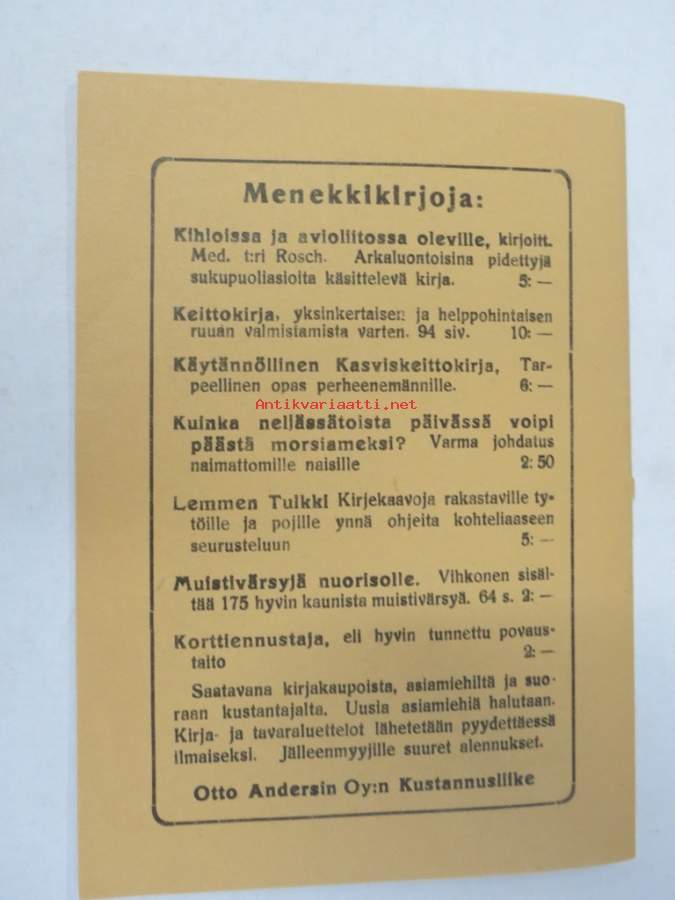 Menekkikirjoja:
Kihloissa ja avioliitossa oleville, kirjoitt.
Med. t:ri Rosch. Arkaluontoisina pidettyjä
sukupuoliasioita käsittelevä kirja. 5: —
Keittokirja, yksinkertaisen ja helppohintaisen
ruuan valmistamista varten. 94 siv. 10: —
Käytännöllinen Kasviskeittokirja, Tar-
peellinen opas perheenemännille. 6: —
Antikvariaatti.net
Kuinka neljässätoista päivässä voipi
päästä morsiameksi? Varma johdatus
naimattomille naisille 2: 50
Lemmen Tulkki Kirjekaavoja rakastaville ty-
töille ja pojille ynnä ohjeita kohteliaaseen
seurusteluun 5: —
Muistivärsyjä nuorisolle. Vihkonen sisäl-
tää 175 hyvin kaunista muistivärsyä. 64 s. 2: —
Korttiennustaja, eli hyvin tunnettu povaus-
taito 2: —
Saatavana kirjakaupoista, asiamiehiltä ja suo-
raan kustantajalta. Uusia asiamiehiä halutaan.
Kirja- ja tavaraluettelot lähetetään pyydettäessä
ilmaiseksi. Jälleenmyyjille suuret alennukset.
Otto Andersin Oy:n Kustannusliike